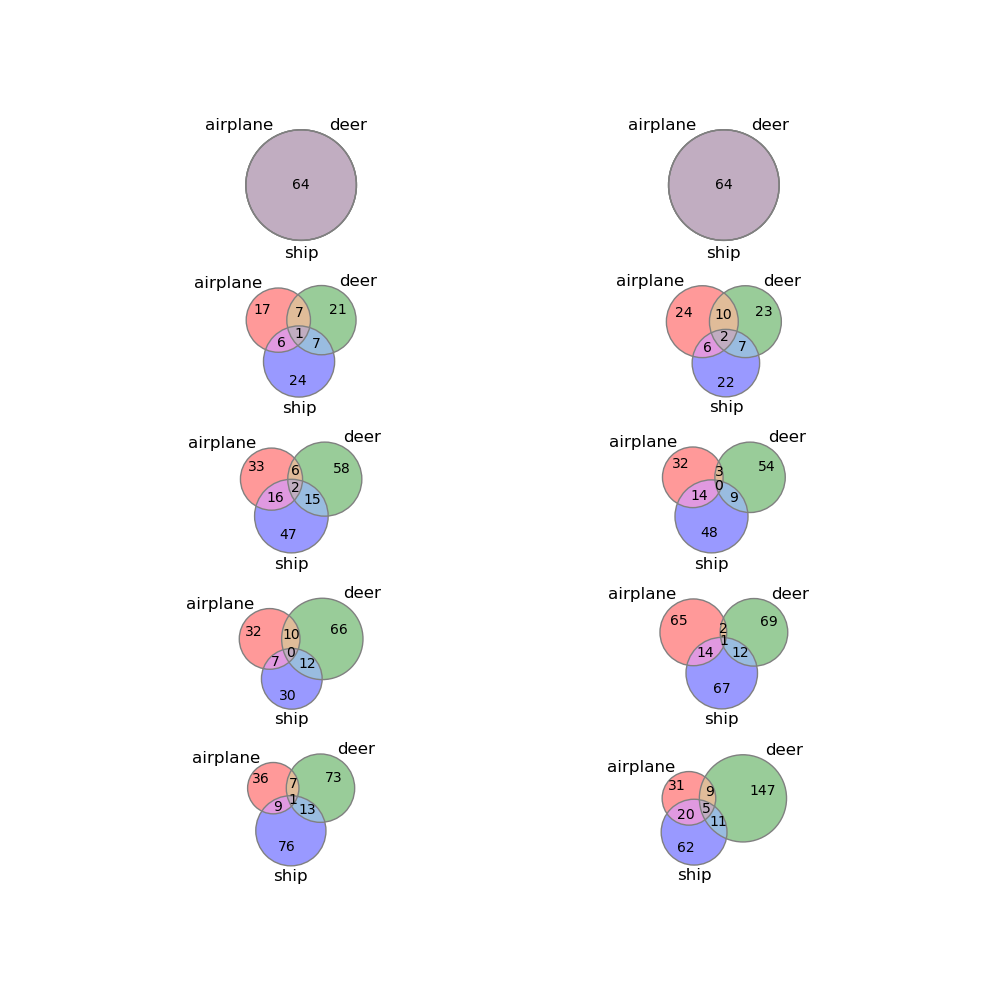 airplane deer
64
ship
airplane deer
64
ship
airplane deer
17 7 21
6 1 7
24
ship
airplane deer
24 10 23
6 2 7
22
ship
airplane deer
33 6 58
16 2 15
47
ship
airplane deer
32 3 54
14 0 9
48
ship
airplane deer
32 10 66
7 0 12
30
ship
airplane deer
65 2 69
14 1 12
67
ship
airplane deer
36 7 73
9 1 13
76
ship
airplane deer
31 9 147
20 5 11
62
ship